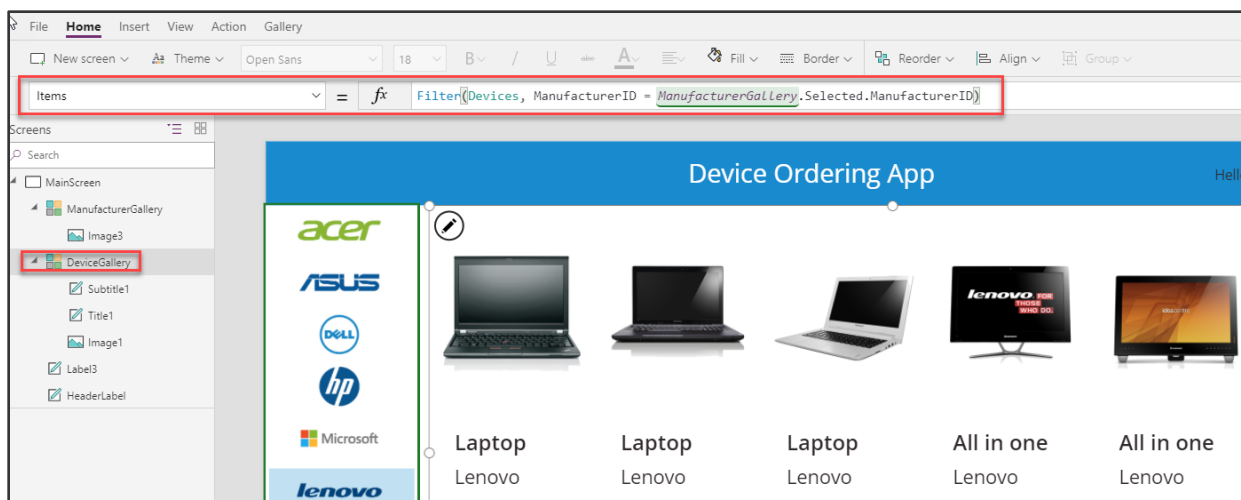 File Home Insert View Action Gallery
New screen Theme Open Sans 18 B / U abc A Fill Border Reorder Align Group
Items = fx Filter(Devices, ManufacturerID = ManufacturerGallery.Selected.ManufacturerID)
Screens
Search
MainScreen
ManufacturerGallery
Image3
DeviceGallery
Subtitle1
Title1
Image1
Label3
HeaderLabel
Device Ordering App
Hello
acer
ASUS
DELL
hp
Microsoft
lenovo
lenovo FOR THOSE WHO DO.
Laptop Laptop Laptop All in one All in one
Lenovo Lenovo Lenovo Lenovo Lenovo